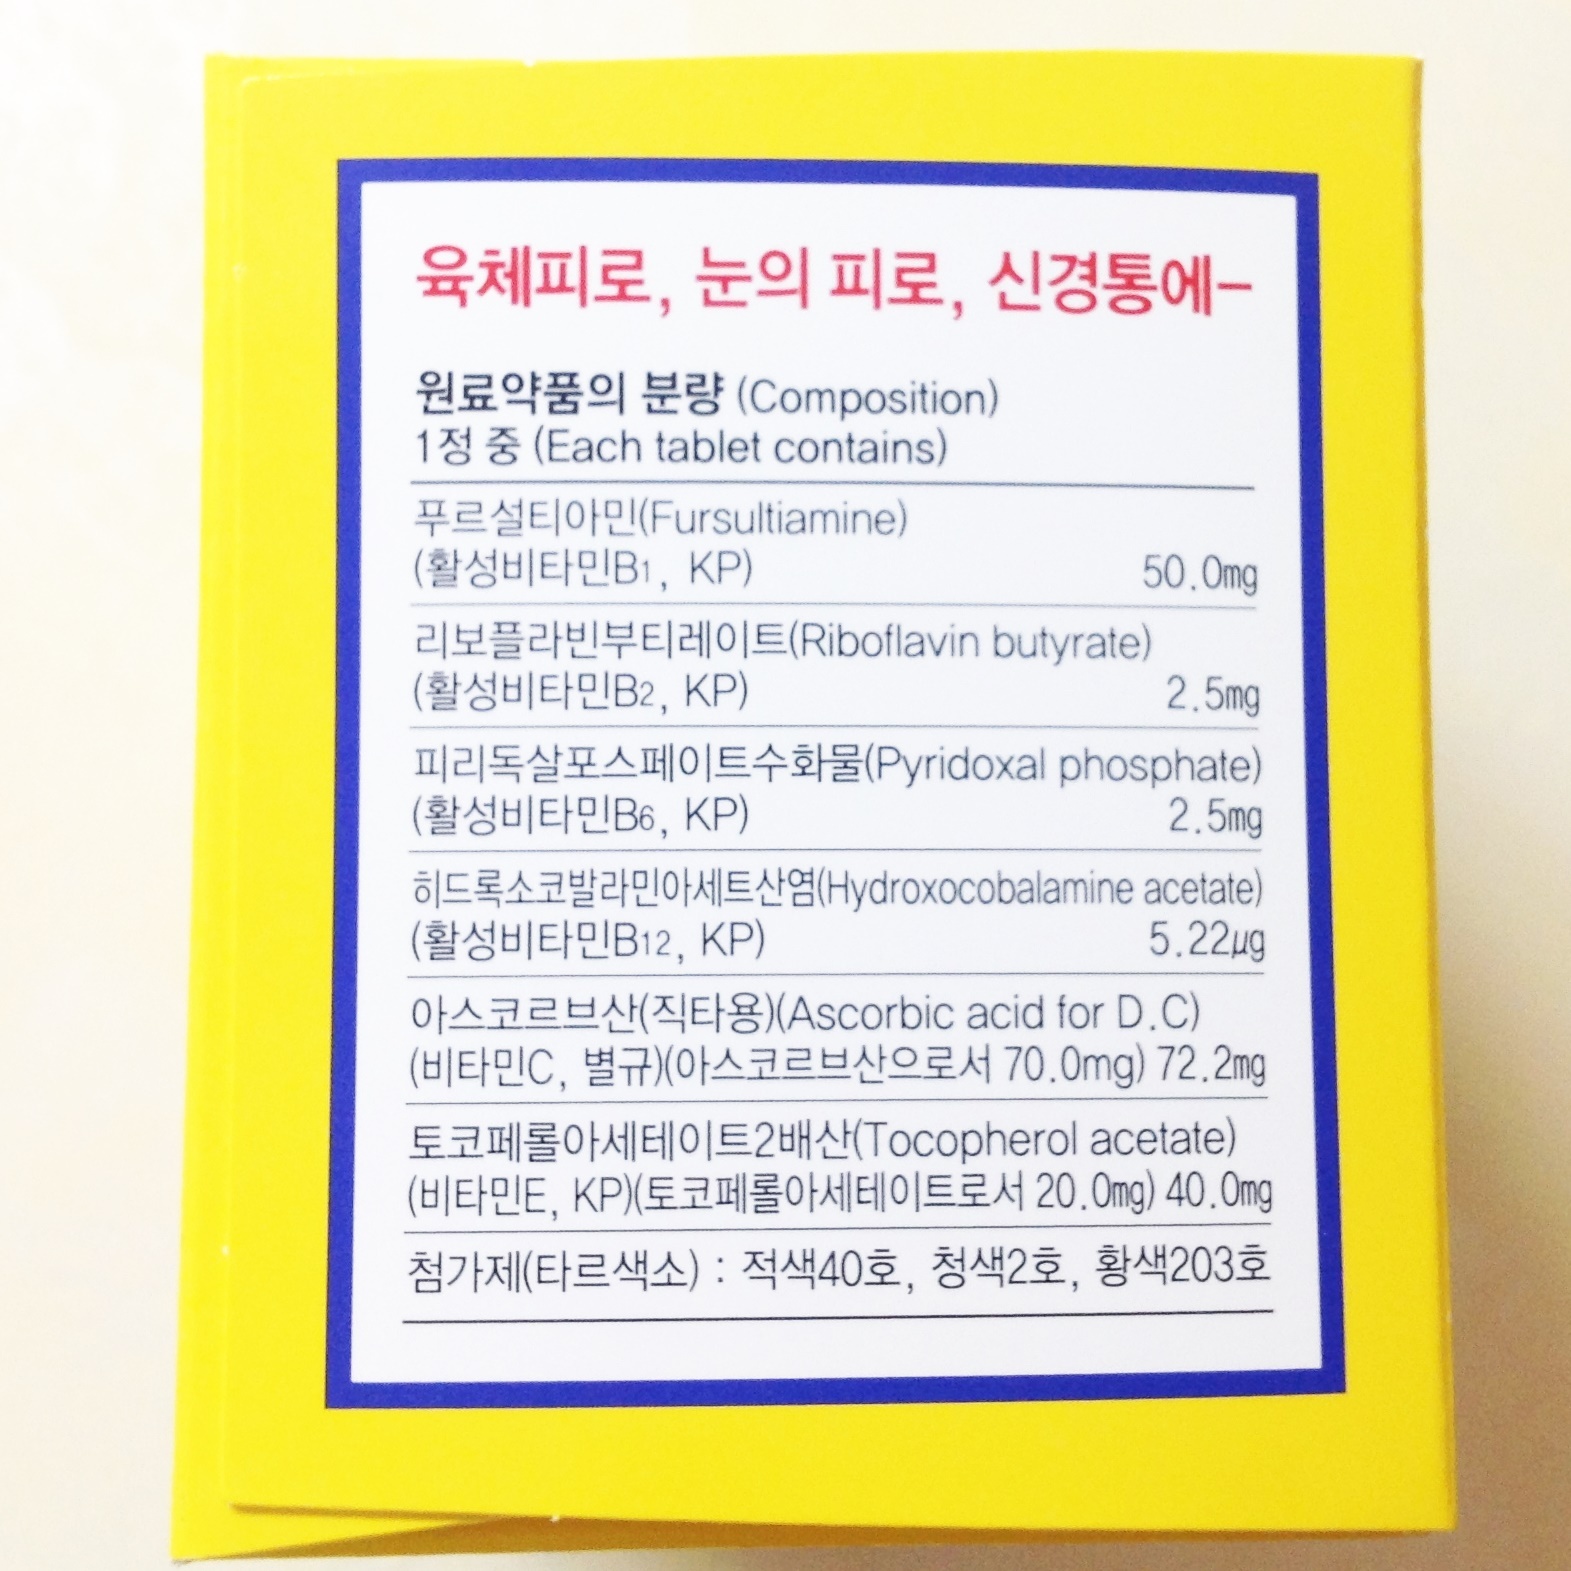 육체피로, 눈의 피로, 신경통에-
원료약품의 분량 (Composition)
1정 중 (Each tablet contains)
푸르설티아민(Fursultiamine)
(활성비타민B1, KP) 50.0mg
리보플라빈부티레이트(Riboflavin butyrate)
(활성비타민B2, KP) 2.5mg
피리독살포스페이트수화물(Pyridoxal phosphate)
(활성비타민B6, KP) 2.5mg
히드록소코발라민아세트산염(Hydroxocobalamine acetate)
(활성비타민B12, KP) 5.22µg
아스코르브산(직타용)(Ascorbic acid for D.C)
(비타민C, 별규)(아스코르브산으로서 70.0mg) 72.2mg
토코페롤아세테이트2배산(Tocopherol acetate)
(비타민E, KP)(토코페롤아세테이트로서 20.0mg) 40.0mg
첨가제(타르색소) : 적색40호, 청색2호, 황색203호